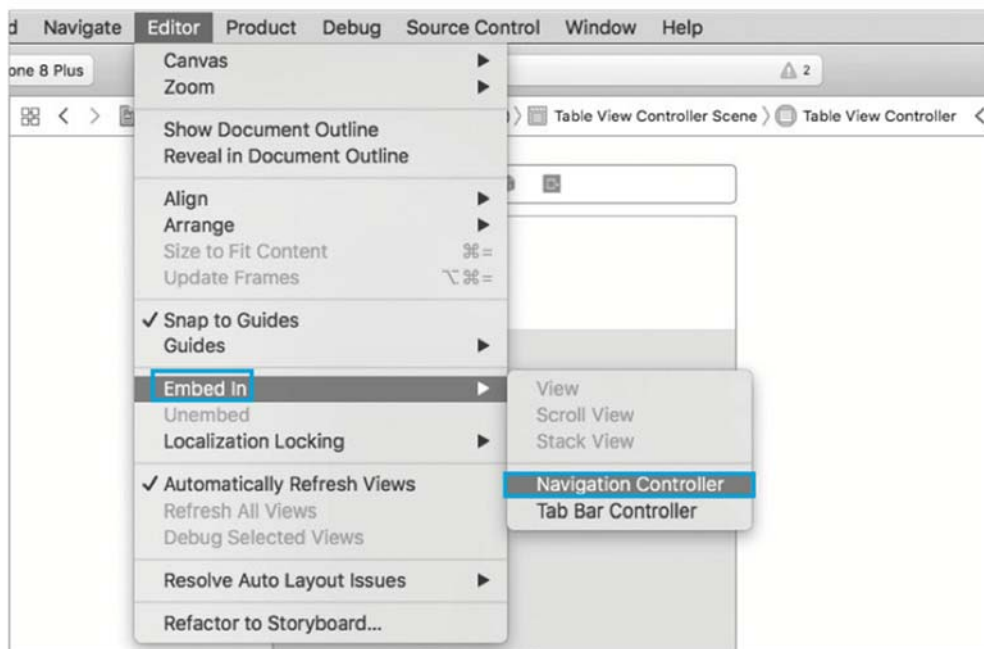 d Navigate Editor Product Debug Source Control Window Help
one 8 Plus
2
Table View Controller Scene Table View Controller
Canvas
Zoom
Show Document Outline
Reveal in Document Outline
Align
Arrange
Size to Fit Content ⌘=
Update Frames ⌥⌘=
✓ Snap to Guides
Guides
Embed In
Unembed
Localization Locking
✓ Automatically Refresh Views
Refresh All Views
Debug Selected Views
Resolve Auto Layout Issues
Refactor to Storyboard...
View
Scroll View
Stack View
Navigation Controller
Tab Bar Controller